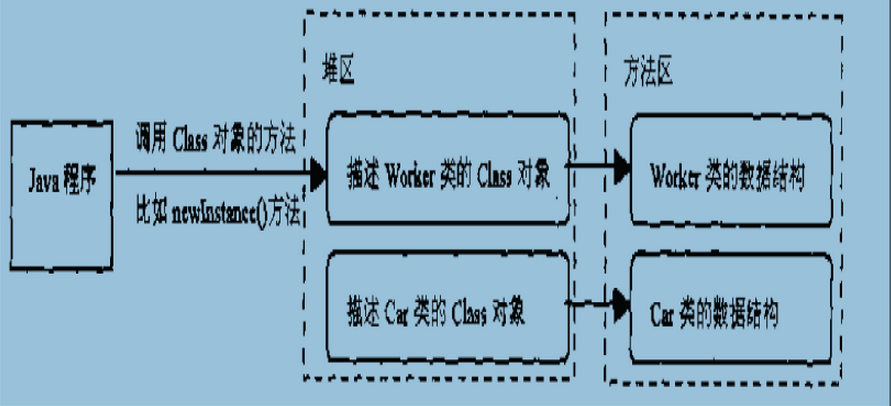 堆区
方法区
调用 Class 对象的方法
Java 程序
描述 Worker 类的 Class 对象
Worker 类的数据结构
比如 newInstance()方法
描述 Car 类的 Class 对象
Car 类的数据结构